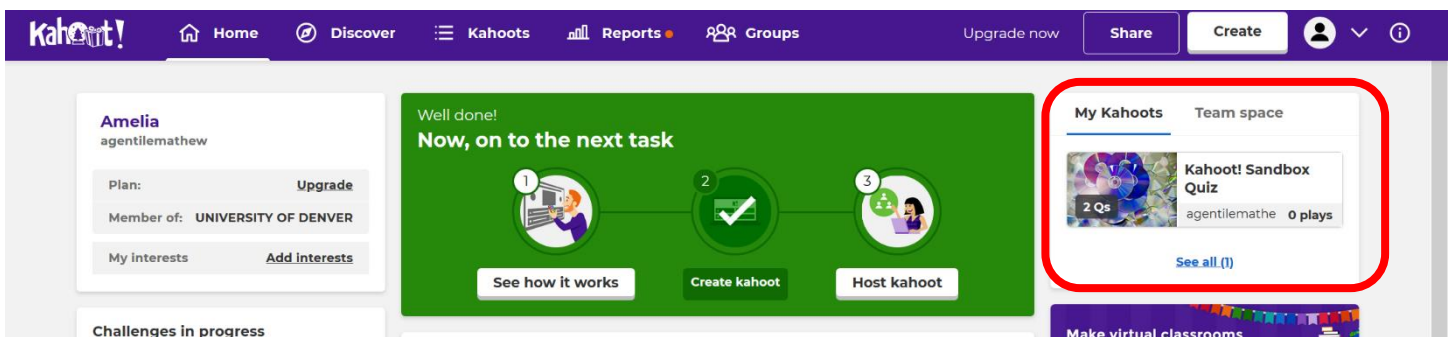 Kahoot!
Home
Discover
Kahoots
Reports
Groups
Upgrade now
Share
Create
Amelia
agentilemathew
Plan: Upgrade
Member of: UNIVERSITY OF DENVER
My interests Add interests
Challenges in progress
Well done!
Now, on to the next task
1
2
3
See how it works
Create kahoot
Host kahoot
My Kahoots Team space
2 Qs
Kahoot! Sandbox
Quiz
agentilemathe 0 plays
See all (1)
Make virtual classrooms